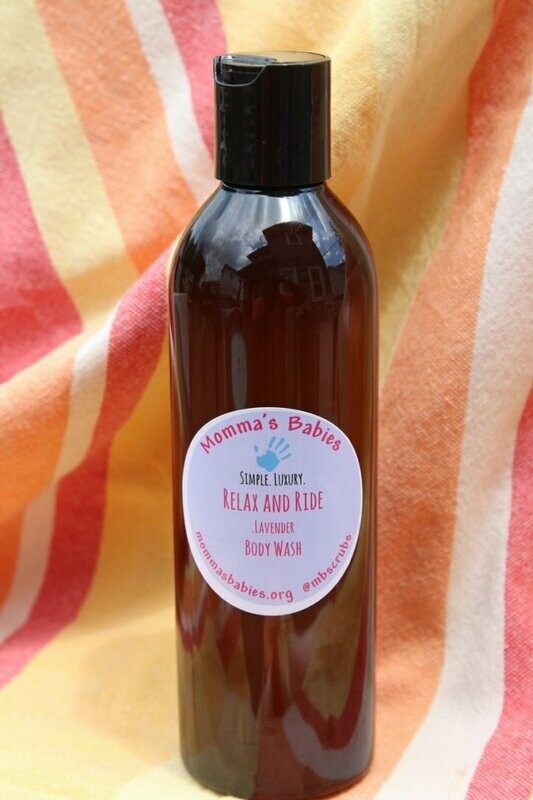 Momma's Babies
Simple. Luxury.
Relax and Ride
.Lavender
Body Wash
mommasbabies.org @mbscrubs